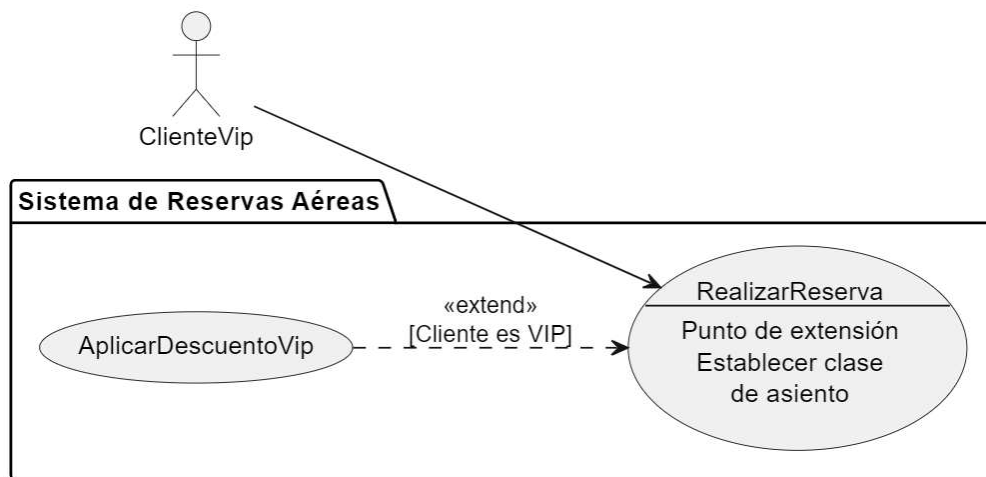 ClienteVip
Sistema de Reservas Aéreas
«extend»
[Cliente es VIP]
AplicarDescuentoVip
RealizarReserva
Punto de extensión
Establecer clase
de asiento